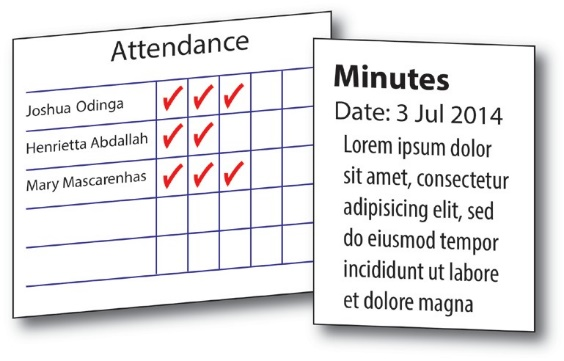 Attendance
Joshua Odinga
Henrietta Abdallah
Mary Mascarenhas
Minutes
Date: 3 Jul 2014
Lorem ipsum dolor
sit amet, consectetur
adipisicing elit, sed
do eiusmod tempor
incididunt ut labore
et dolore magna